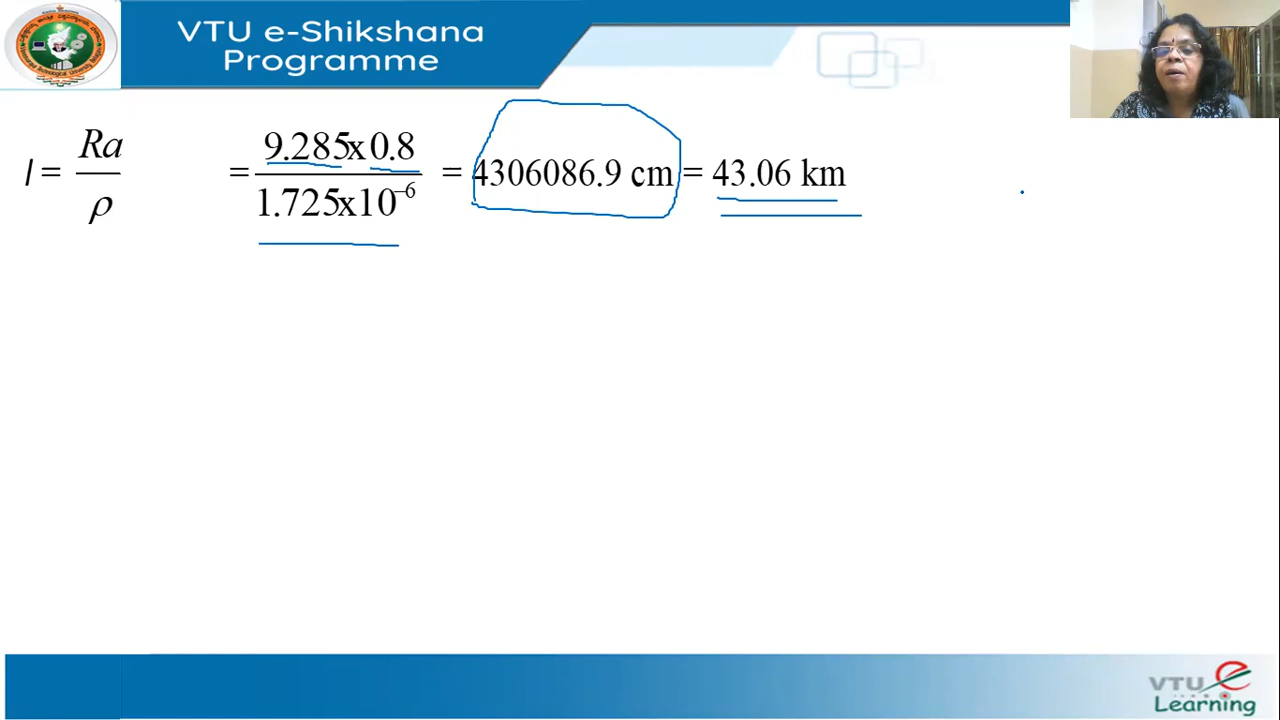 VTU e-Shikshana
Programme
l = Ra / ρ = 9.285x0.8 / 1.725x10⁻⁶ = 4306086.9 cm = 43.06 km
VTU e
Learning